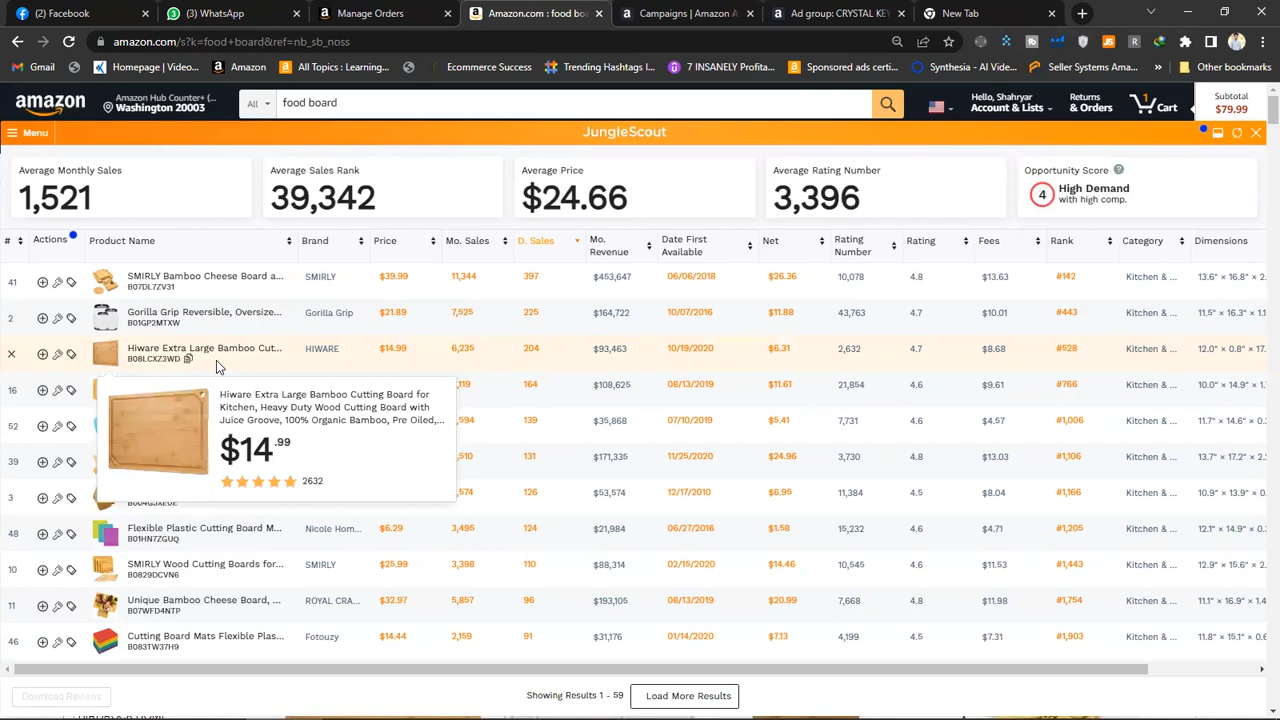 (2) Facebook
(3) WhatsApp
Manage Orders
Amazon.com : food bo
Campaigns | Amazon A
Ad group: CRYSTAL KEY
New Tab
amazon.com/s?k=food+board&ref=nb_sb_noss
Gmail
Homepage | Vibrant...
Amazon
All Topics : Learning...
Ecommerce Success
Trending Hashtags I...
7 INSANELY Profita...
Sponsored ads certi...
Synthesia - AI Vide...
Seller Systems Ama...
»
Other Bookmarks
amazon
Amazon Hub Counter+ (...
Washington 20003
All
food board
Hello, Shahryar
Account & Lists
Returns
& Orders
1
Cart
Subtotal
$79.99
Menu
JungleScout
Average Monthly Sales
1,521
Average Sales Rank
39,342
Average Price
$24.66
Average Rating Number
3,396
Opportunity Score ?
4
High Demand
with high comp.
# Actions Product Name Brand Price Mo. Sales D. Sales Mo. Revenue Date First Available Net Rating Number Rating Fees Rank Category Dimensions
41 SMIRLY Bamboo Cheese Board a... SMIRLY $39.99 11,344 397 $453,647 06/06/2018 $26.36 10,078 4.8 $13.63 #142 Kitchen & ... 13.6" × 16.8" × 2.
B07DL7ZV31
2 Gorilla Grip Reversible, Oversize... Gorilla Grip $21.89 7,525 225 $164,722 10/07/2016 $11.88 43,763 4.7 $10.01 #443 Kitchen & ... 11.5" × 16.3" × 1.1
B01GP2MTXW
Hiware Extra Large Bamboo Cut... HIWARE $14.99 6,235 204 $93,463 10/19/2020 $6.31 2,632 4.7 $8.68 #528 Kitchen & ... 12.0" × 0.8" × 17.
B08LCXZ3WD
16 ,119 164 $108,625 08/13/2019 $11.61 21,854 4.6 $9.61 #766 Kitchen & ... 10.0" × 14.9" × 1.
Hiware Extra Large Bamboo Cutting Board for
Kitchen, Heavy Duty Wood Cutting Board with
Juice Groove, 100% Organic Bamboo, Pre Oiled,...
$14.99
2632
52 ,594 139 $35,868 07/10/2019 $5.41 7,731 4.6 $4.57 #1,006 Kitchen & ... 11.7" × 14.6" × 0.
39 ,510 131 $171,335 11/25/2020 $24.96 3,730 4.8 $13.03 #1,106 Kitchen & ... 13.7" × 17.2" × 2.
3 ,574 126 $53,574 12/17/2010 $6.95 11,384 4.5 $8.04 #1,166 Kitchen & ... 10.9" × 13.9" × 0.
48 Flexible Plastic Cutting Board M... Nicole Hom... $6.29 3,495 124 $21,984 06/27/2016 $1.58 15,232 4.6 $4.71 #1,205 Kitchen & ... 12.1" × 14.9" × 0.
B01HN7ZGUQ
10 SMIRLY Wood Cutting Boards for... SMIRLY $25.99 3,398 110 $88,314 02/15/2020 $14.46 10,545 4.6 $11.53 #1,443 Kitchen & ... 12.9" × 15.6" × 2.
B0829DCVN6
11 Unique Bamboo Cheese Board, ... ROYAL CRA... $32.97 5,857 96 $193,105 08/13/2019 $20.99 7,668 4.8 $11.98 #1,754 Kitchen & ... 11.1" × 16.9" × 1.4
B07WFD4NTP
46 Cutting Board Mats Flexible Plas... Fotouzy $14.44 2,159 91 $31,176 01/14/2020 $7.13 4,199 4.5 $7.31 #1,903 Kitchen & ... 11.8" × 15.1" × 0.
B083TW37H9
Download Reviews
Showing Results 1 - 59
Load More Results